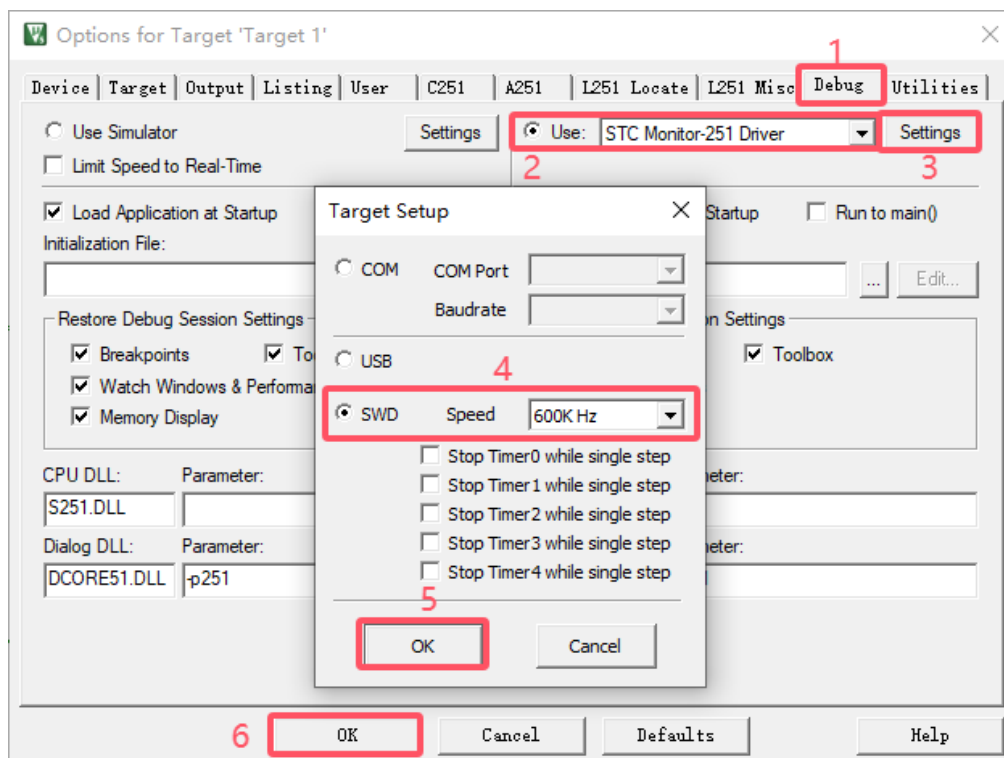 Options for Target 'Target 1'
1
Device Target Output Listing User C251 A251 L251 Locate L251 Misc Debug Utilities
Use Simulator Settings Use: STC Monitor-251 Driver Settings
2 3
Limit Speed to Real-Time
Load Application at Startup Startup Run to main()
Initialization File:
... Edit...
Restore Debug Session Settings n Settings
Breakpoints To Toolbox
Watch Windows & Performa
Memory Display
CPU DLL: Parameter: neter:
S251.DLL
Dialog DLL: Parameter: neter:
DCORE51.DLL -p251
Target Setup
COM COM Port
Baudrate
USB
4
SWD Speed 600K Hz
Stop Timer0 while single step
Stop Timer1 while single step
Stop Timer2 while single step
Stop Timer3 while single step
Stop Timer4 while single step
5
OK Cancel
6 OK Cancel Defaults Help